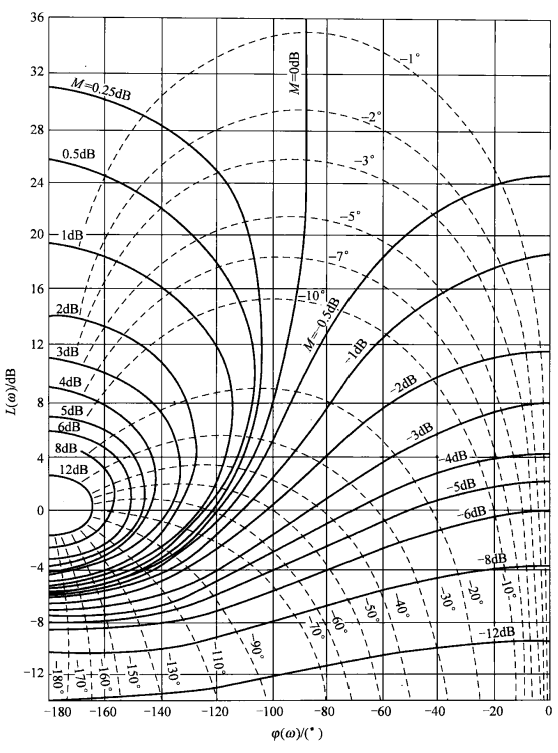 36
32
28
24
20
16
12
8
4
0
−4
−8
−12
L(ω)/dB
M=0.25dB
0.5dB
1dB
2dB
3dB
4dB
5dB
6dB
8dB
12dB
M=0dB
−1°
−2°
−3°
−5°
−7°
−10°
M=−0.5dB
−1dB
−2dB
−3dB
−4dB
−5dB
−6dB
−8dB
−12dB
−180°
−170°
−160°
−150°
−130°
−110°
−90°
−70°
−60°
−50°
−40°
−30°
−20°
−10°
−180 −160 −140 −120 −100 −80 −60 −40 −20 0
φ(ω)/(°)